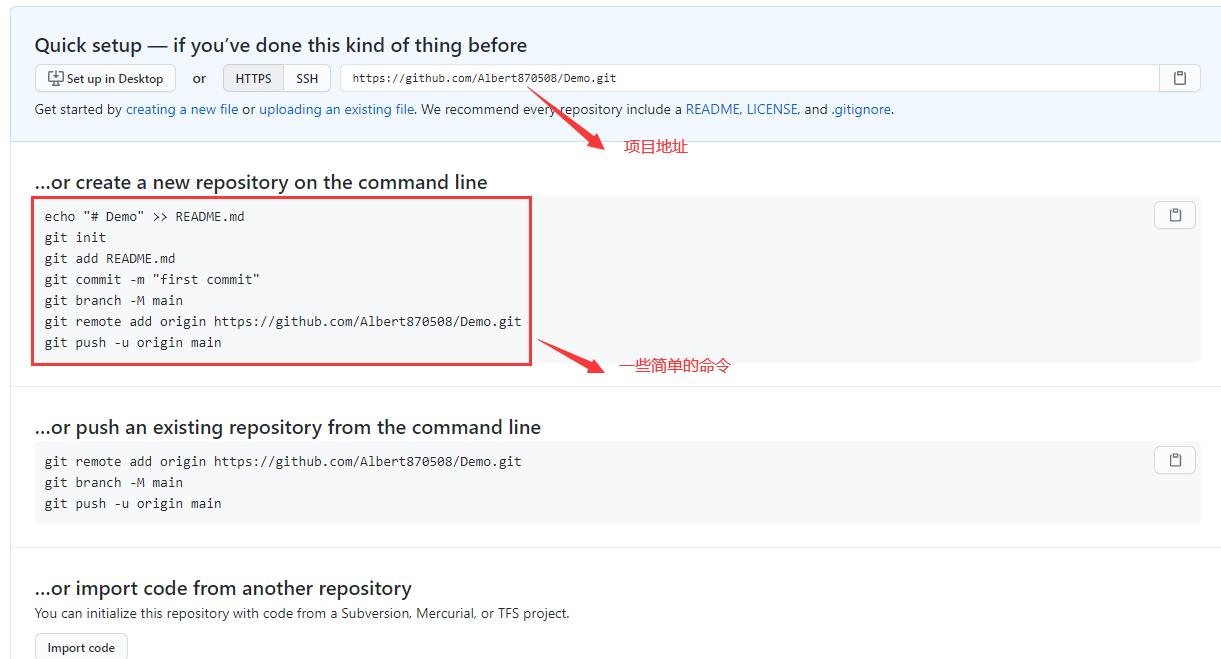 Quick setup — if you’ve done this kind of thing before
Set up in Desktop or HTTPS SSH https://github.com/Albert870508/Demo.git
Get started by creating a new file or uploading an existing file. We recommend every repository include a README, LICENSE, and .gitignore.
项目地址
…or create a new repository on the command line
echo "# Demo" >> README.md
git init
git add README.md
git commit -m "first commit"
git branch -M main
git remote add origin https://github.com/Albert870508/Demo.git
git push -u origin main
一些简单的命令
…or push an existing repository from the command line
git remote add origin https://github.com/Albert870508/Demo.git
git branch -M main
git push -u origin main
…or import code from another repository
You can initialize this repository with code from a Subversion, Mercurial, or TFS project.
Import code